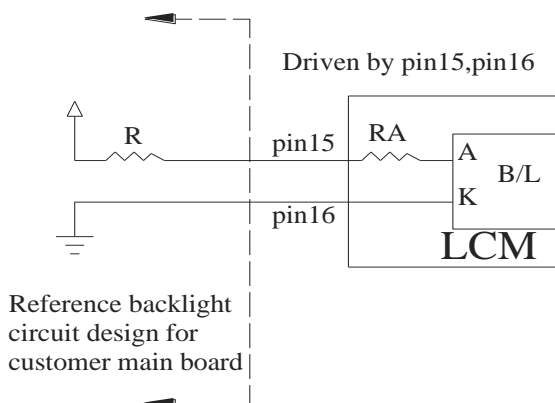 Driven by pin15,pin16
R
pin15
RA
A
B/L
K
pin16
LCM
Reference backlight
circuit design for
customer main board